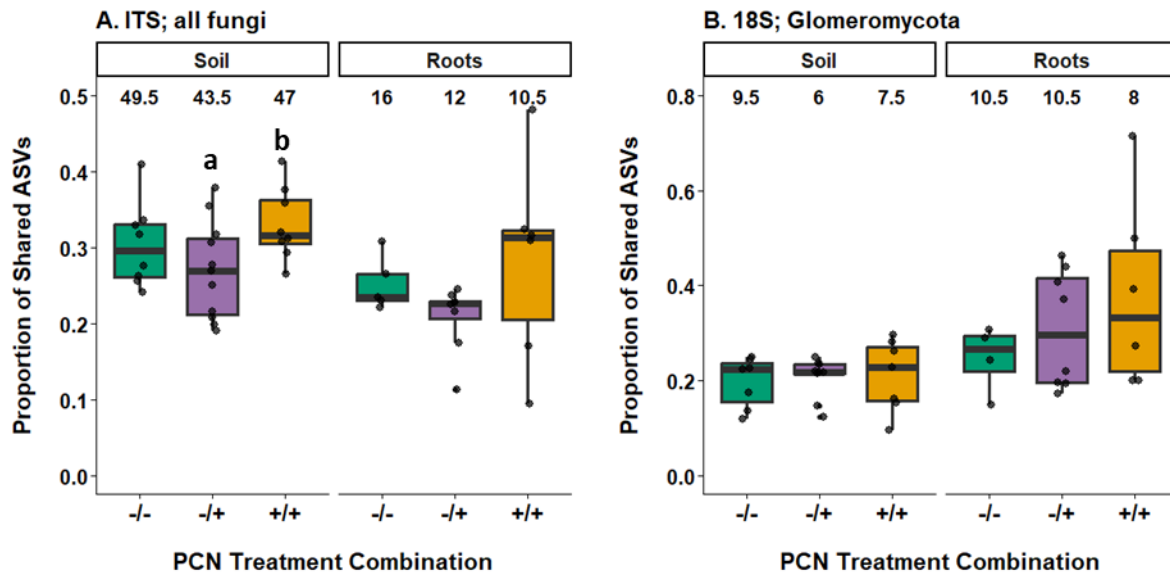 A. ITS; all fungi
Soil
Roots
49.5 43.5 47
16 12 10.5
a
b
Proportion of Shared ASVs
0.5
0.4
0.3
0.2
0.1
0.0
-/- -/+ +/+
-/- -/+ +/+
PCN Treatment Combination
B. 18S; Glomeromycota
Soil
Roots
9.5 6 7.5
10.5 10.5 8
Proportion of Shared ASVs
0.8
0.6
0.4
0.2
0.0
-/- -/+ +/+
-/- -/+ +/+
PCN Treatment Combination